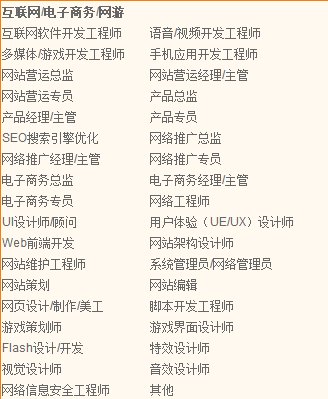 互联网/电子商务/网游
互联网软件开发工程师 语音/视频开发工程师
多媒体/游戏开发工程师 手机应用开发工程师
网站营运总监 网站营运经理/主管
网站营运专员 产品总监
产品经理/主管 产品专员
SEO搜索引擎优化 网络推广总监
网络推广经理/主管 网络推广专员
电子商务总监 电子商务经理/主管
电子商务专员 网络工程师
UI设计师/顾问 用户体验（UE/UX）设计师
Web前端开发 网站架构设计师
网站维护工程师 系统管理员/网络管理员
网站策划 网站编辑
网页设计/制作/美工 脚本开发工程师
游戏策划师 游戏界面设计师
Flash设计/开发 特效设计师
视觉设计师 音效设计师
网络信息安全工程师 其他